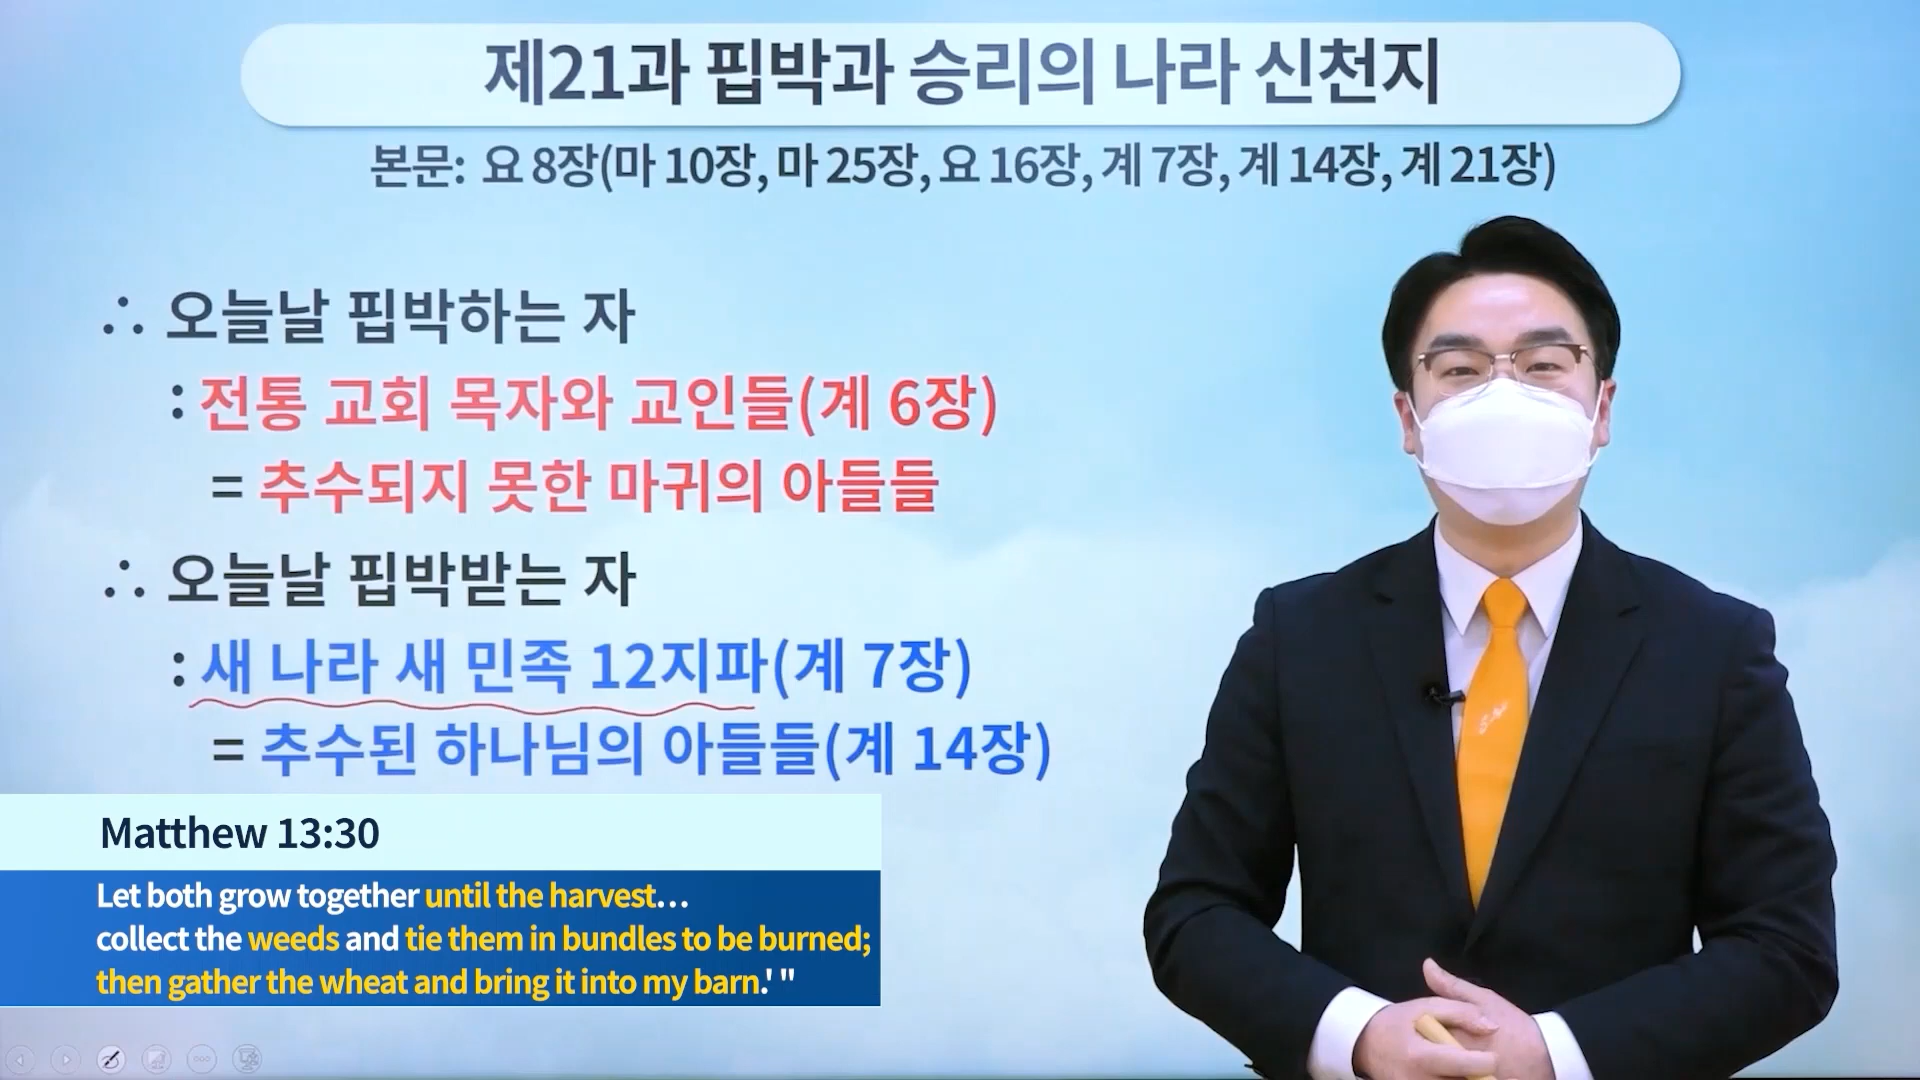 제21과 핍박과 승리의 나라 신천지
본문: 요 8장(마 10장, 마 25장, 요 16장, 계 7장, 계 14장, 계 21장)
∴ 오늘날 핍박하는 자
: 전통 교회 목자와 교인들(계 6장)
= 추수되지 못한 마귀의 아들들
∴ 오늘날 핍박받는 자
: 새 나라 새 민족 12지파(계 7장)
= 추수된 하나님의 아들들(계 14장)
Matthew 13:30
Let both grow together until the harvest…
collect the weeds and tie them in bundles to be burned;
then gather the wheat and bring it into my barn.' "